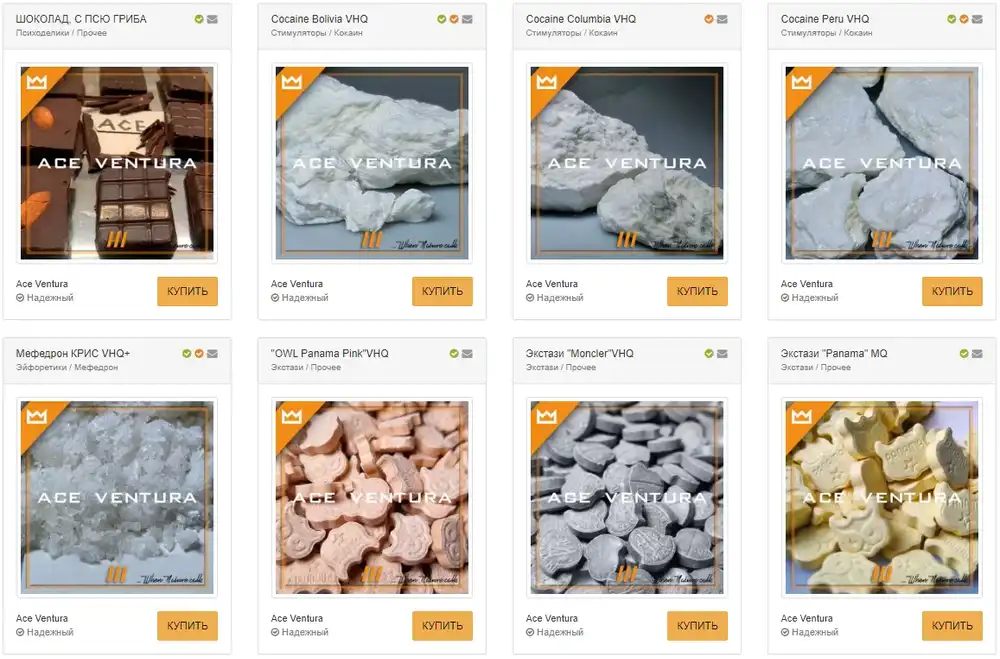 ШОКОЛАД, С ПСЮ ГРИБА
Психоделики / Прочее
ACE
ACE VENTURA
...When Nature calls
Ace Ventura
Надежный
КУПИТЬ
Cocaine Bolivia VHQ
Стимуляторы / Кокаин
ACE VENTURA
...When Nature calls
Ace Ventura
Надежный
КУПИТЬ
Cocaine Columbia VHQ
Стимуляторы / Кокаин
ACE VENTURA
...When Nature calls
Ace Ventura
Надежный
КУПИТЬ
Cocaine Peru VHQ
Стимуляторы / Кокаин
ACE VENTURA
...When Nature calls
Ace Ventura
Надежный
КУПИТЬ
Мефедрон КРИС VHQ+
Эйфоретики / Мефедрон
ACE VENTURA
...When Nature calls
Ace Ventura
Надежный
КУПИТЬ
"OWL Panama Pink"VHQ
Экстази / Прочее
ACE VENTURA
...When Nature calls
Ace Ventura
Надежный
КУПИТЬ
Экстази "Moncler"VHQ
Экстази / Прочее
ACE VENTURA
...When Nature calls
Ace Ventura
Надежный
КУПИТЬ
Экстази "Panama" MQ
Экстази / Прочее
ACE VENTURA
...When Nature calls
Ace Ventura
Надежный
КУПИТЬ